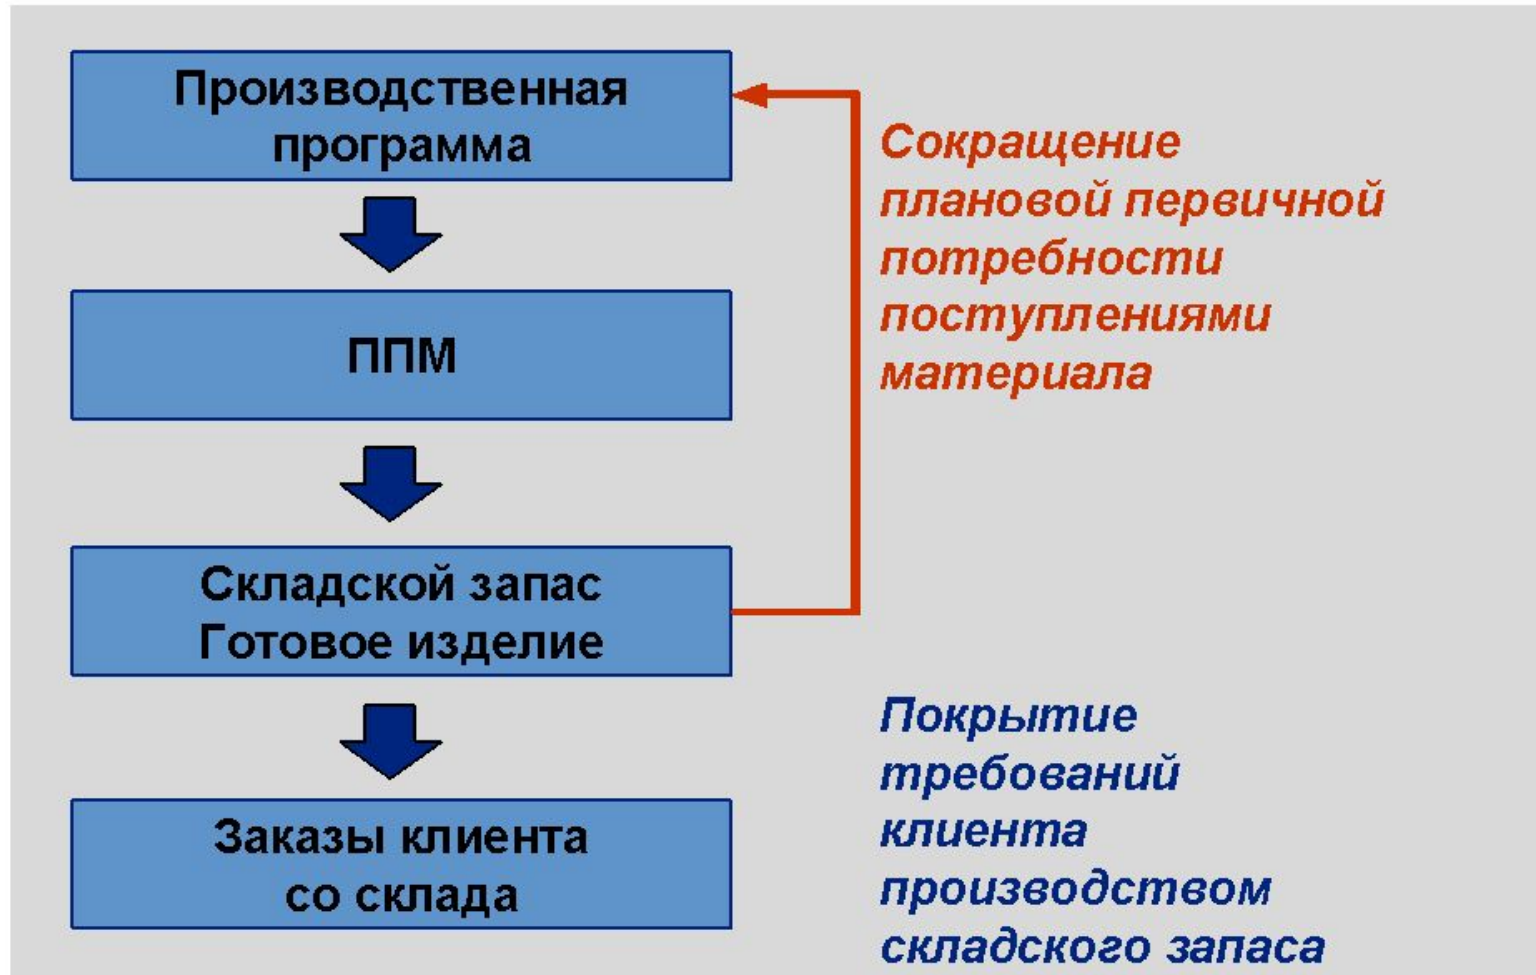 Производственная
программа
Сокращение
плановой первичной
потребности
поступлениями
материала
ППМ
Складской запас
Готовое изделие
Заказы клиента
со склада
Покрытие
требований
клиента
производством
складского запаса